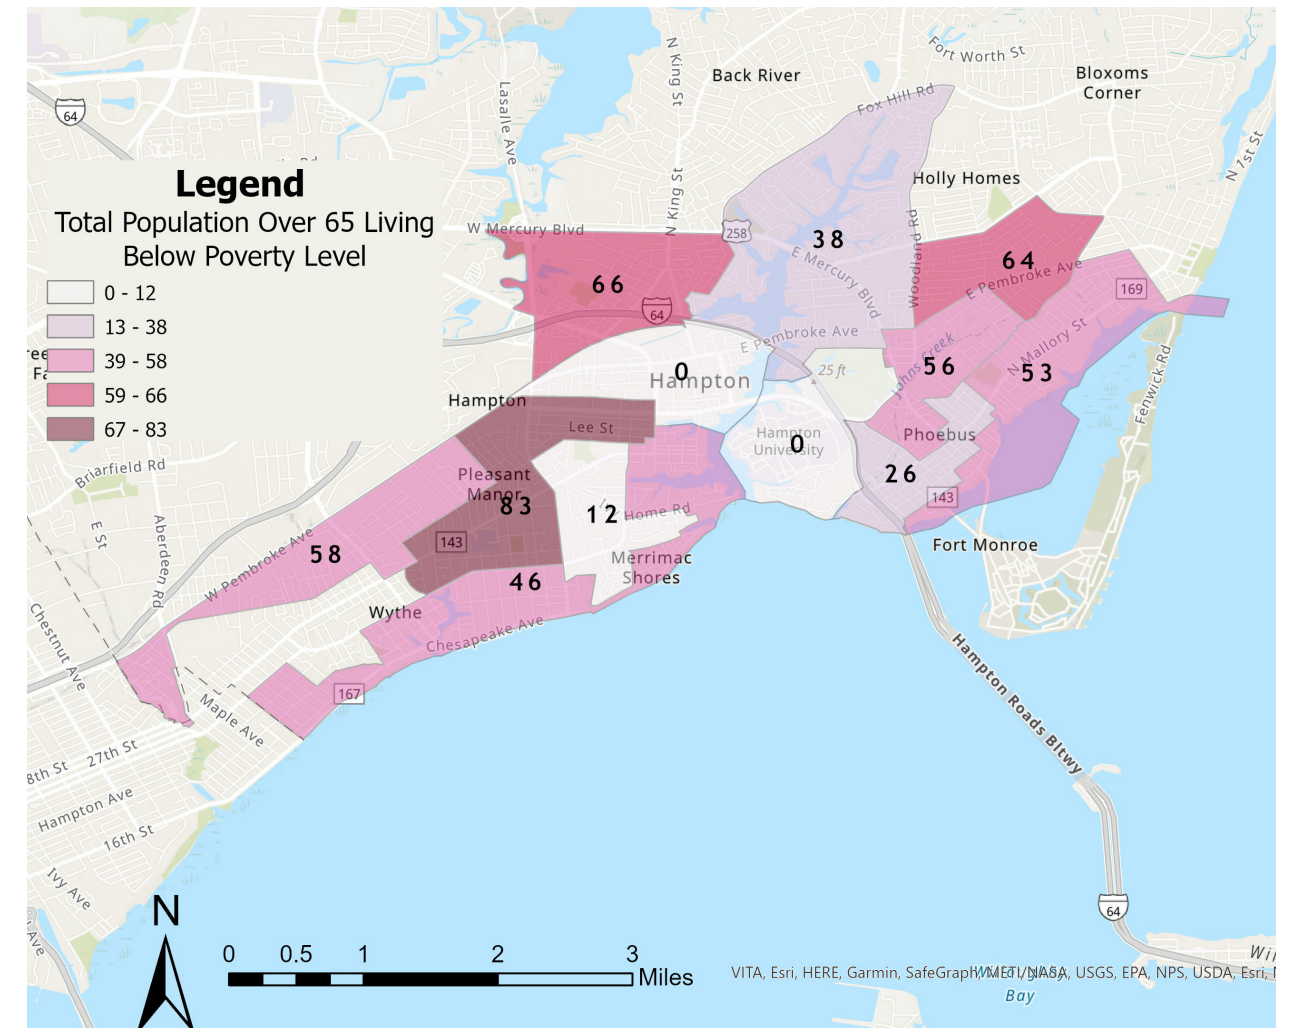 Fort Worth St
Back River
Bloxoms
Corner
N King St
Lasalle Ave
Fox Hill Rd
64
N 1st St
Legend
Total Population Over 65 Living
Below Poverty Level
0 - 12
13 - 38
39 - 58
59 - 66
67 - 83
Holly Homes
N King St
W Mercury Blvd
258
38
Woodland Rd
E Mercury Blvd
64
E Pembroke Ave
169
66
64
E Pembroke Ave
N Mallory St
Johns Creek
56
53
25 ft
0
Hampton
Fenwick Rd
Hampton
Lee St
Hampton
University
0
Phoebus
26
143
Briarfield Rd
Pleasant
Manor
83
12
Home Rd
E St
Aberdeen Rd
W Pembroke Ave
58
143
Fort Monroe
Merrimac
Shores
46
Wythe
Chesapeake Ave
Chestnut Ave
167
Maple Ave
Hampton Roads Bltwy
27th St
8th St
Hampton Ave
16th St
Ivy Ave
Ave
64
N
0 0.5 1 2 3
Miles
VITA, Esri, HERE, Garmin, SafeGraph, METI/NASA, USGS, EPA, NPS, USDA, Esri,
Bay